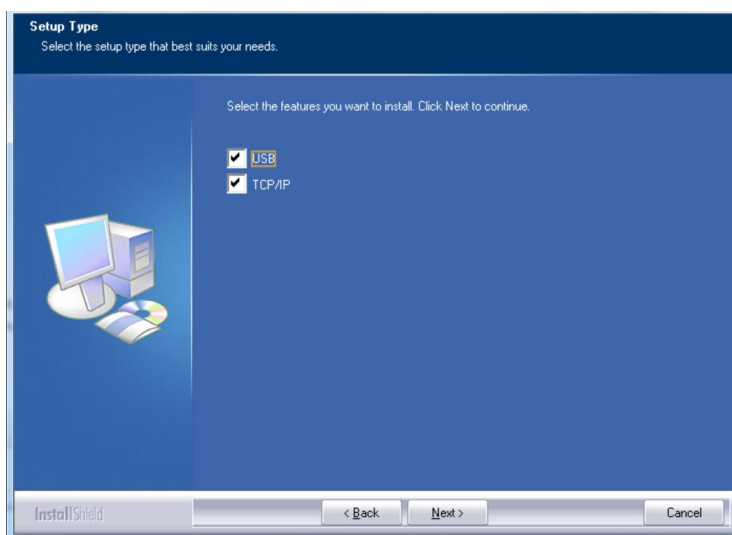 Setup Type
Select the setup type that best suits your needs.
Select the features you want to install. Click Next to continue.
USB
TCP/IP
InstallShield
< Back
Next >
Cancel